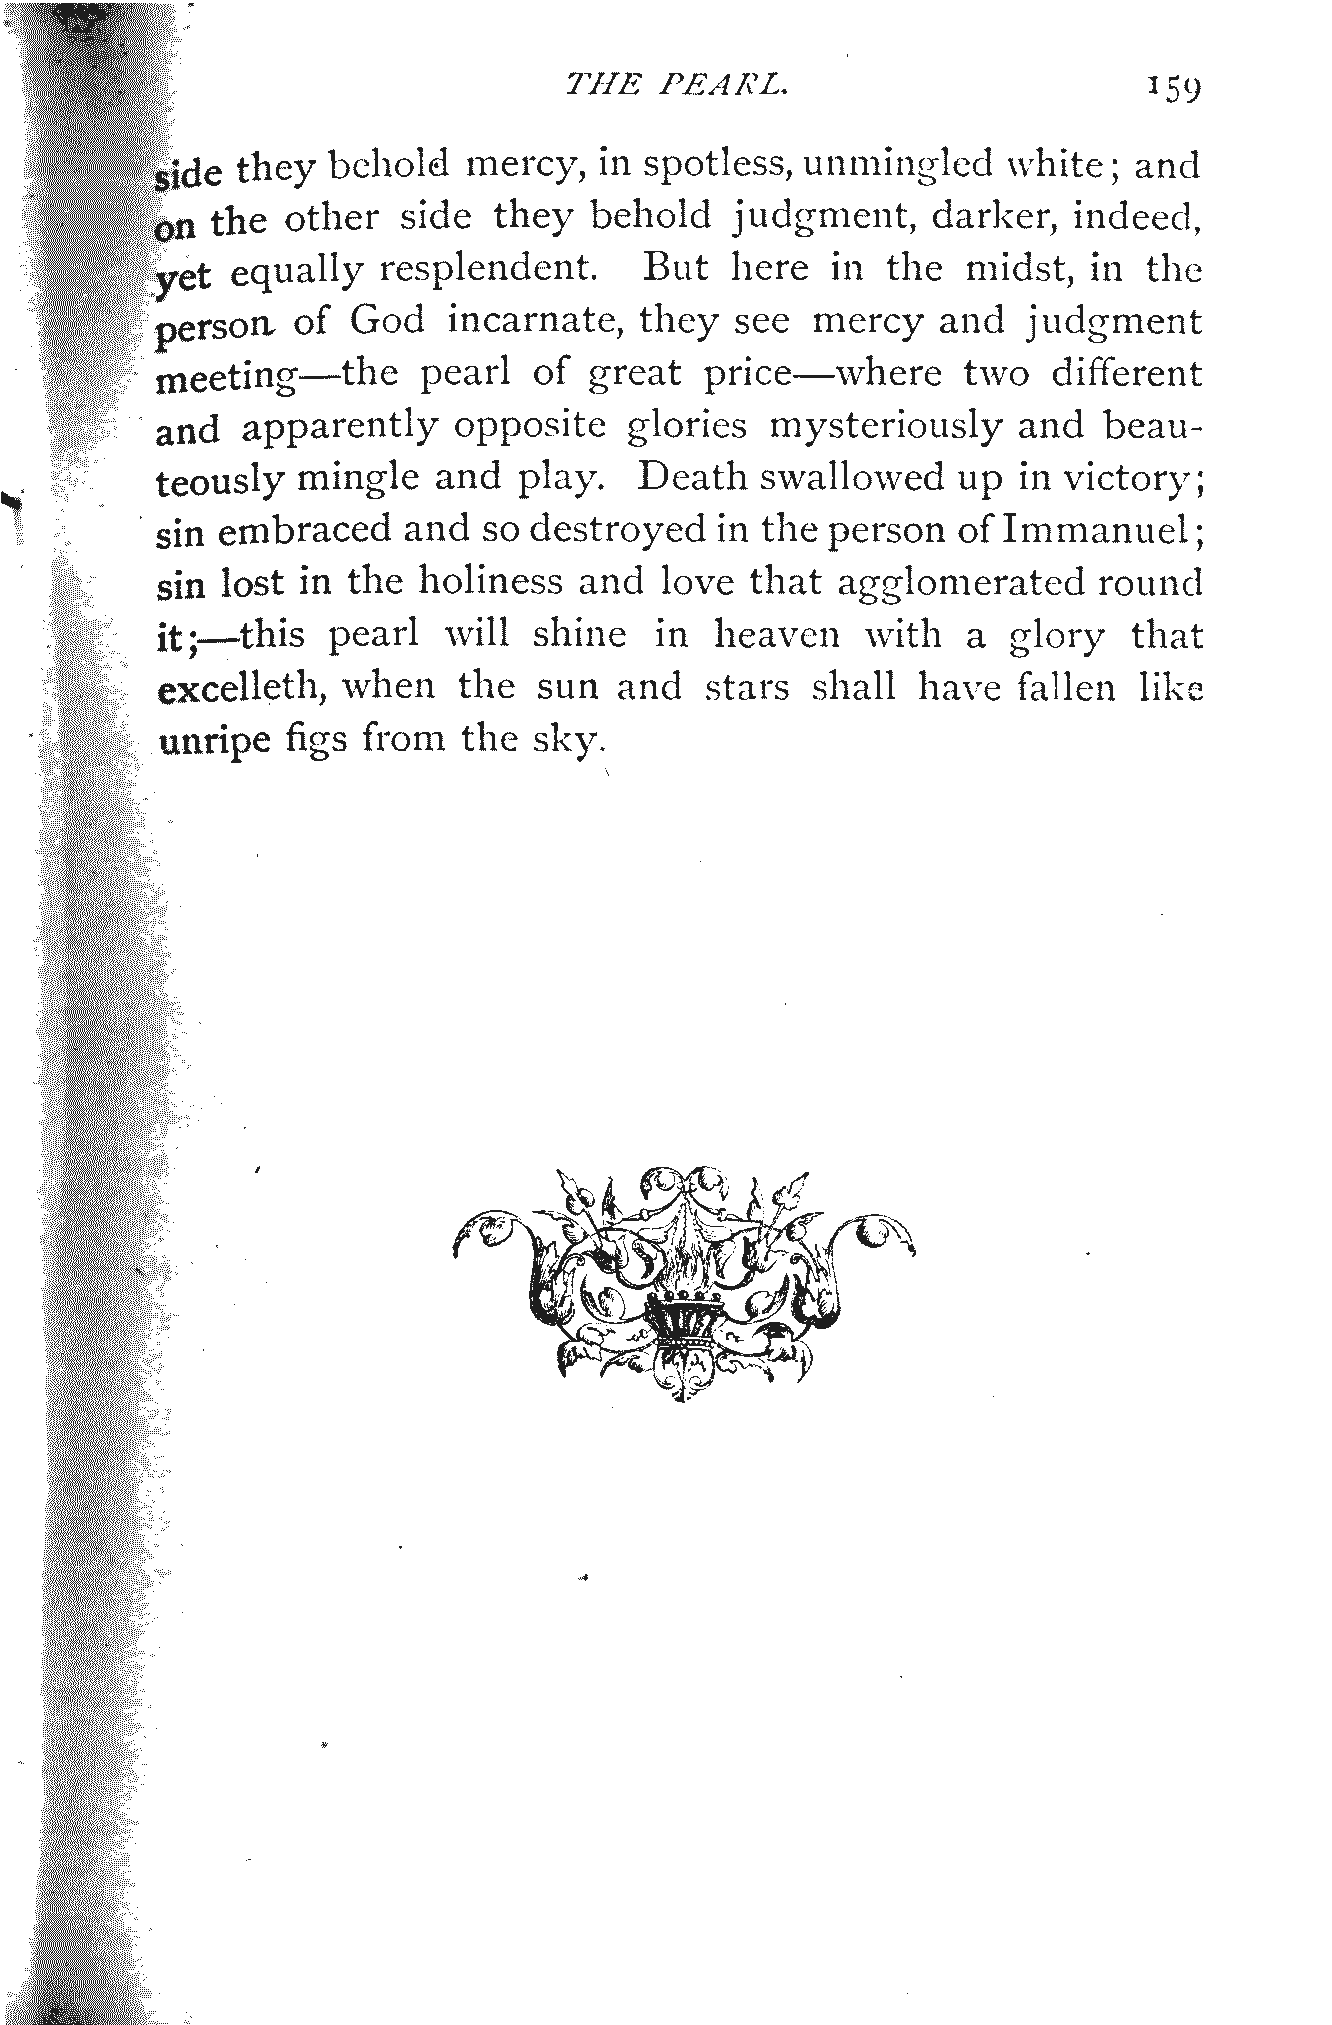 THE PEARL. 159
side they behold mercy, in spotless, unmingled white; and
on the other side they behold judgment, darker, indeed,
yet equally resplendent. But here in the midst, in the
person of God incarnate, they see mercy and judgment
meeting—the pearl of great price—where two different
and apparently opposite glories mysteriously and beau-
teously mingle and play. Death swallowed up in victory;
sin embraced and so destroyed in the person of Immanuel;
sin lost in the holiness and love that agglomerated round
it;—this pearl will shine in heaven with a glory that
excelleth, when the sun and stars shall have fallen like
unripe figs from the sky.